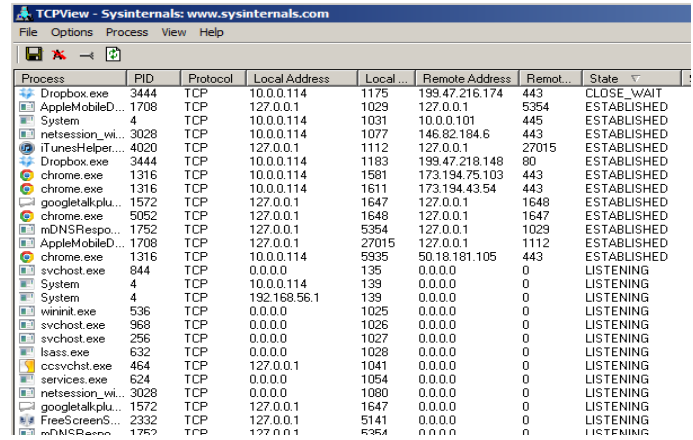 TCPView - Sysinternals: www.sysinternals.com
File Options Process View Help
Process PID Protocol Local Address Local ... Remote Address Remot... State
Dropbox.exe 3444 TCP 10.0.0.114 1175 199.47.216.174 443 CLOSE_WAIT
AppleMobileD... 1708 TCP 127.0.0.1 1029 127.0.0.1 5354 ESTABLISHED
System 4 TCP 10.0.0.114 1031 10.0.0.101 445 ESTABLISHED
netsession_wi... 3028 TCP 10.0.0.114 1077 146.82.184.6 443 ESTABLISHED
iTunesHelper.... 4020 TCP 127.0.0.1 1112 127.0.0.1 27015 ESTABLISHED
Dropbox.exe 3444 TCP 10.0.0.114 1183 199.47.218.148 80 ESTABLISHED
chrome.exe 1316 TCP 10.0.0.114 1581 173.194.75.103 443 ESTABLISHED
chrome.exe 1316 TCP 10.0.0.114 1611 173.194.43.54 443 ESTABLISHED
googletalkplu... 1572 TCP 127.0.0.1 1647 127.0.0.1 1648 ESTABLISHED
chrome.exe 5052 TCP 127.0.0.1 1648 127.0.0.1 1647 ESTABLISHED
mDNSRespo... 1752 TCP 127.0.0.1 5354 127.0.0.1 1029 ESTABLISHED
AppleMobileD... 1708 TCP 127.0.0.1 27015 127.0.0.1 1112 ESTABLISHED
chrome.exe 1316 TCP 10.0.0.114 5935 50.18.181.105 443 ESTABLISHED
svchost.exe 844 TCP 0.0.0.0 135 0.0.0.0 0 LISTENING
System 4 TCP 10.0.0.114 139 0.0.0.0 0 LISTENING
System 4 TCP 192.168.56.1 139 0.0.0.0 0 LISTENING
wininit.exe 536 TCP 0.0.0.0 1025 0.0.0.0 0 LISTENING
svchost.exe 968 TCP 0.0.0.0 1026 0.0.0.0 0 LISTENING
svchost.exe 256 TCP 0.0.0.0 1027 0.0.0.0 0 LISTENING
lsass.exe 632 TCP 0.0.0.0 1028 0.0.0.0 0 LISTENING
ccsvchst.exe 464 TCP 127.0.0.1 1041 0.0.0.0 0 LISTENING
services.exe 624 TCP 0.0.0.0 1054 0.0.0.0 0 LISTENING
netsession_wi... 3028 TCP 0.0.0.0 1080 0.0.0.0 0 LISTENING
googletalkplu... 1572 TCP 127.0.0.1 1647 0.0.0.0 0 LISTENING
FreeScreenS... 2332 TCP 127.0.0.1 5141 0.0.0.0 0 LISTENING
mDNSRespo... 1752 TCP 127.0.0.1 5354 0.0.0.0 0 LISTENING